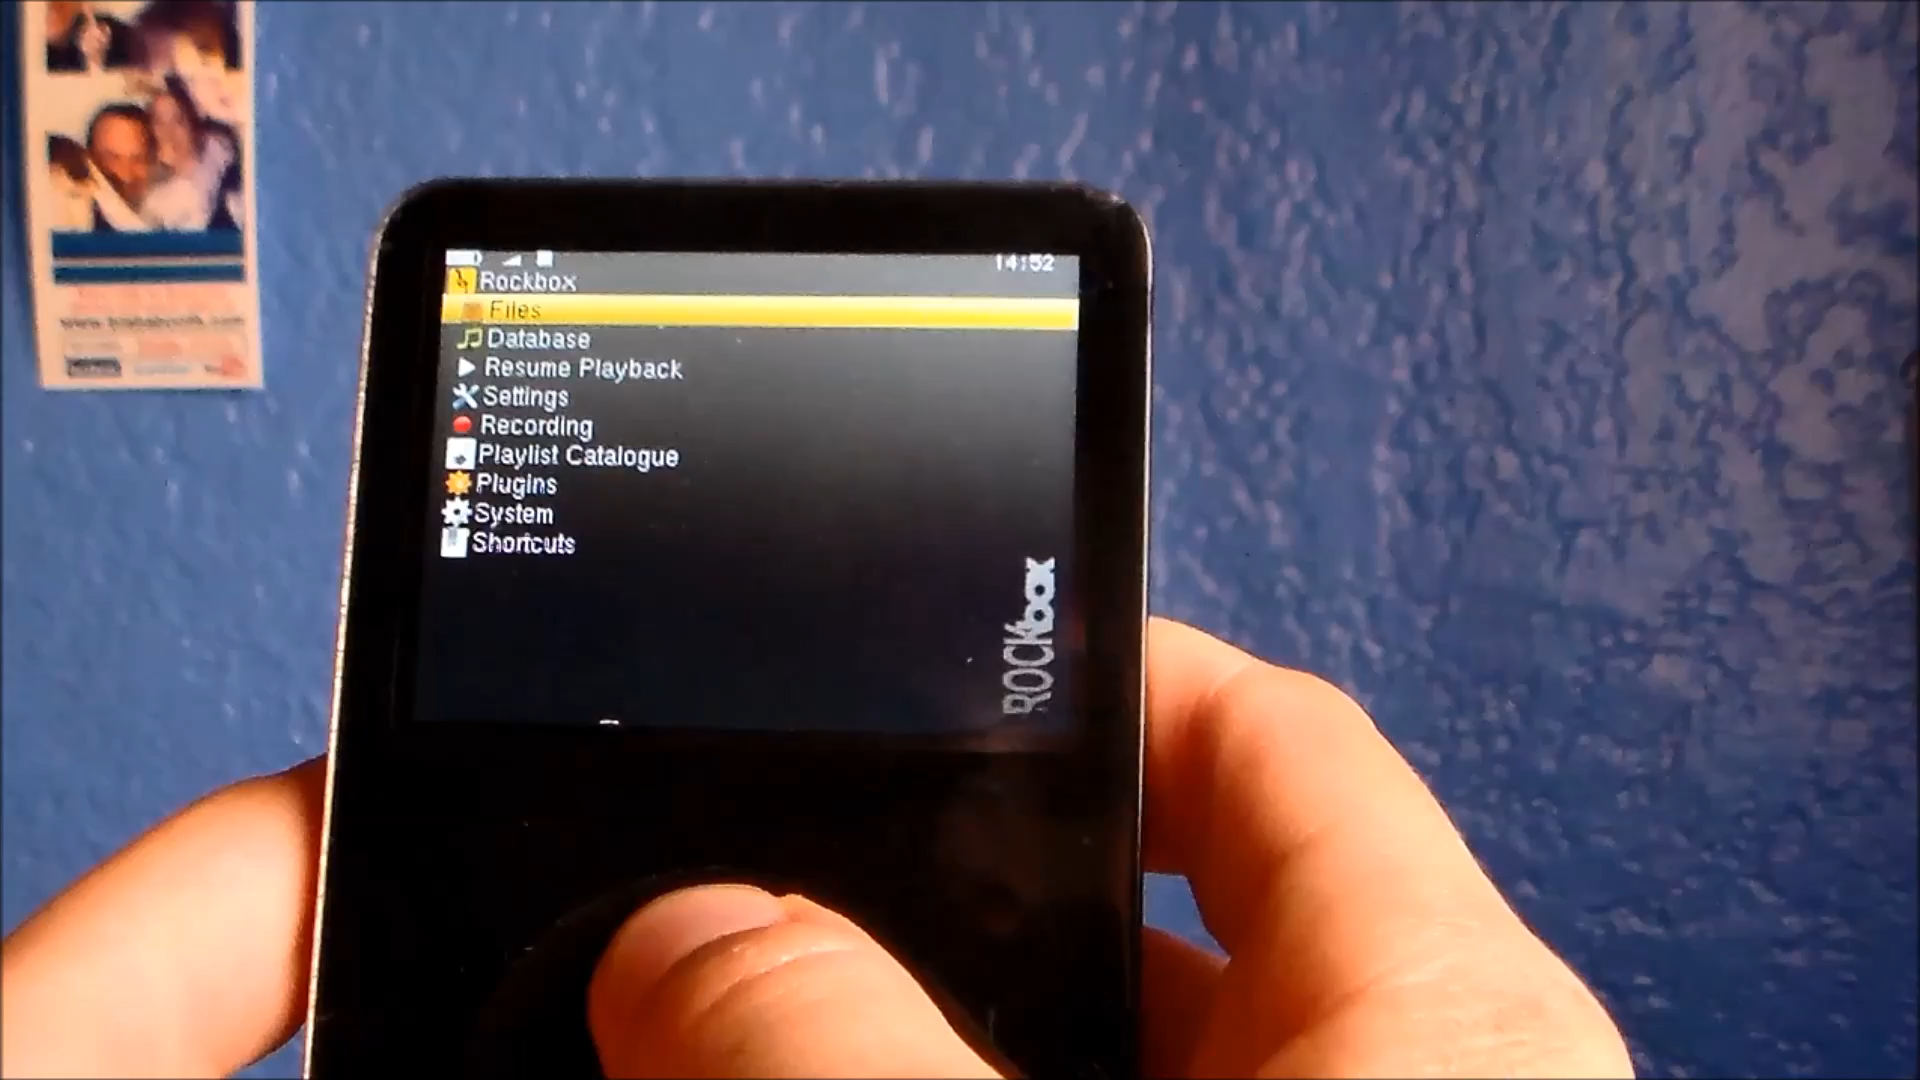 14:52
Rockbox
Files
Database
Resume Playback
Settings
Recording
Playlist Catalogue
Plugins
System
Shortcuts
ROCKbox